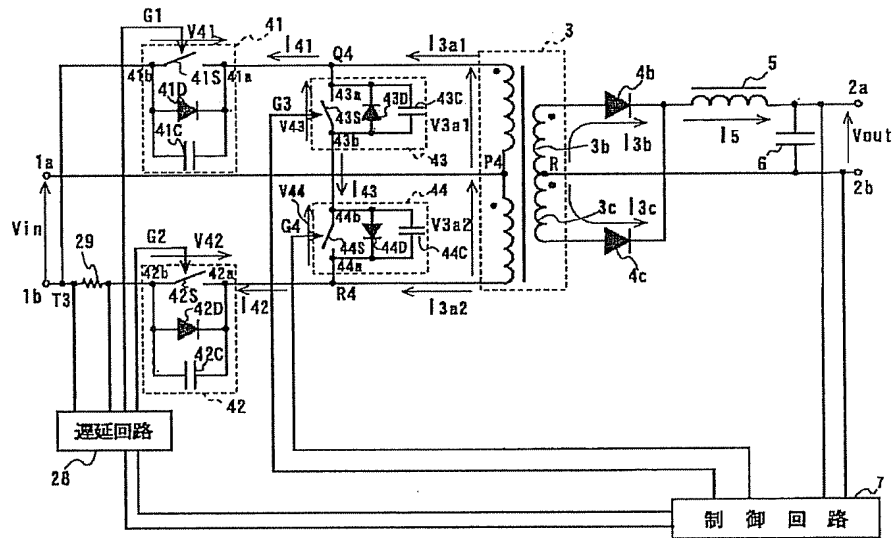 G1
V41
41
I41
Q4
I3a1
3
41b
41S
41a
41D
41C
G3
V43
43a
43D
43C
43S
43b
V3a1
43
4b
5
2a
I3b
I5
3b
Vout
6
2b
1a
P4
R
I43
Vin
V44
G4
44
44b
V3a2
44D
44S
44C
44a
3c
I3c
4c
G2
V42
29
1b
T3
42b
42a
42S
I42
R4
I3a2
42D
42C
42
遅延回路
28
7
制御回路